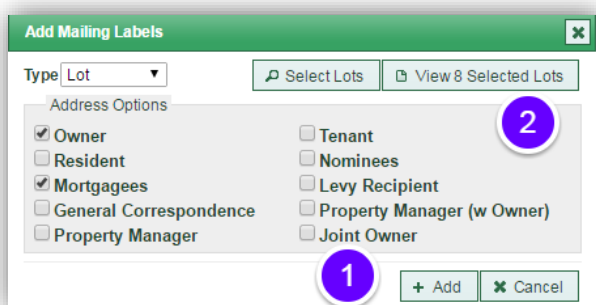 Add Mailing Labels
Type Lot Select Lots View 8 Selected Lots
Address Options
Owner Tenant
2
Resident Nominees
Mortgagees Levy Recipient
General Correspondence Property Manager (w Owner)
Property Manager Joint Owner
1
+ Add Cancel